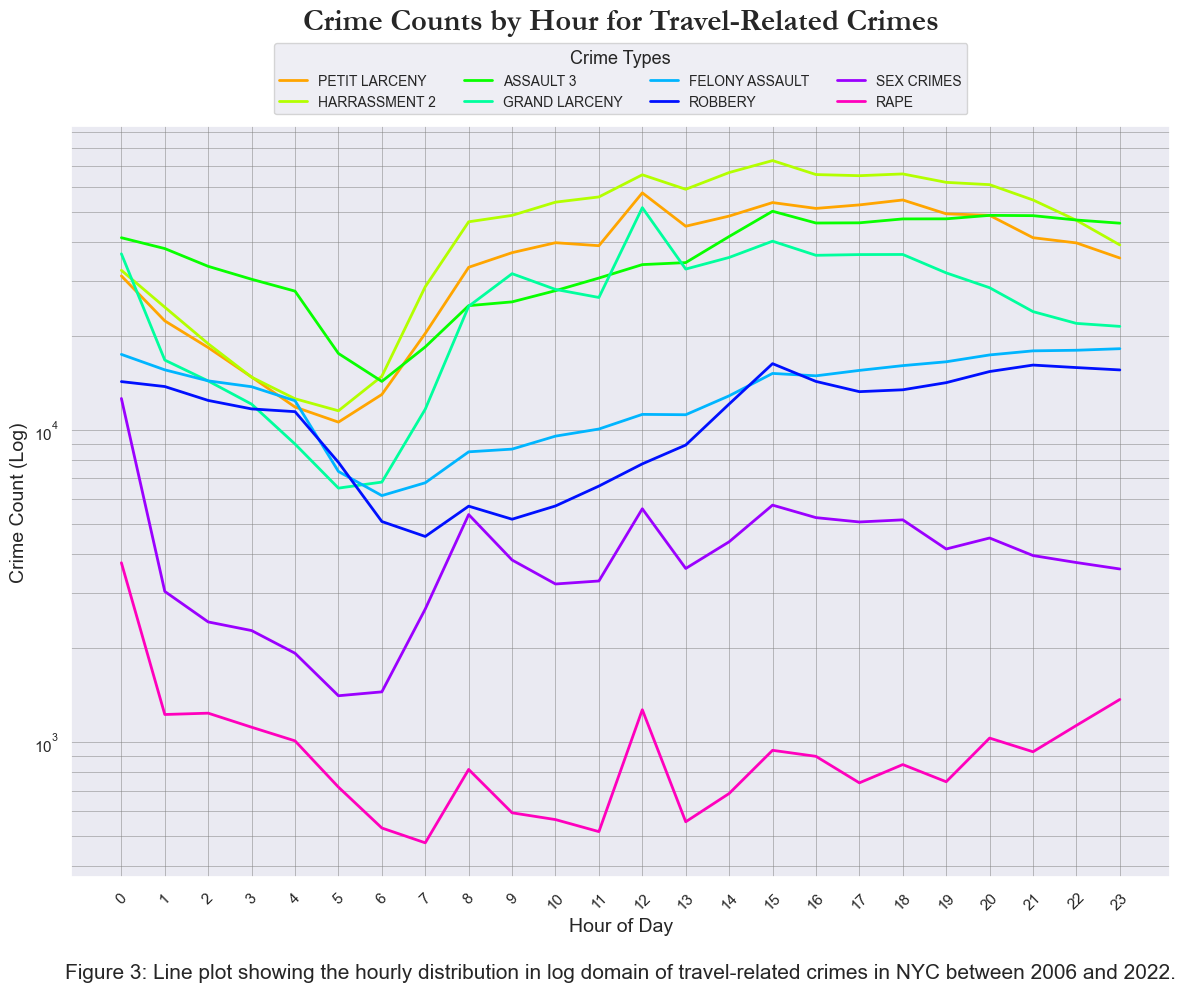 Crime Counts by Hour for Travel-Related Crimes
Crime Types
PETIT LARCENY ASSAULT 3 FELONY ASSAULT SEX CRIMES
HARRASSMENT 2 GRAND LARCENY ROBBERY RAPE
Crime Count (Log)
10^4
10^3
0 1 2 3 4 5 6 7 8 9 10 11 12 13 14 15 16 17 18 19 20 21 22 23
Hour of Day
Figure 3: Line plot showing the hourly distribution in log domain of travel-related crimes in NYC between 2006 and 2022.